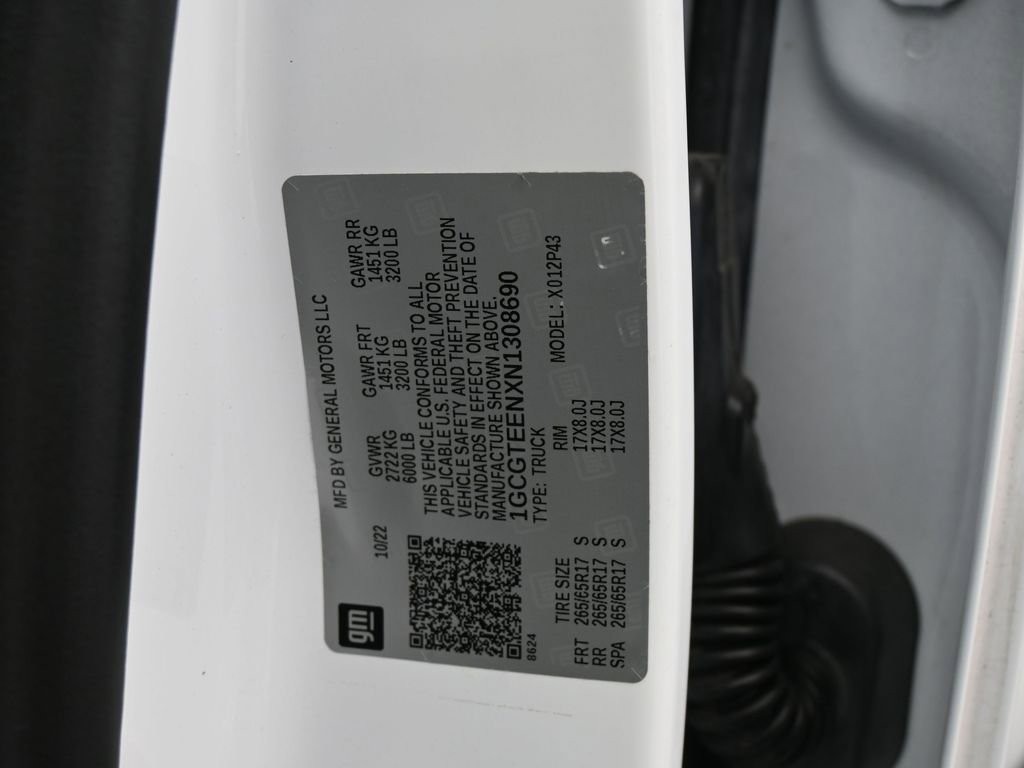 gm
10/22
MFD BY GENERAL MOTORS LLC
GVWR GAWR FRT GAWR RR
2722 KG 1451 KG 1451 KG
6000 LB 3200 LB 3200 LB
THIS VEHICLE CONFORMS TO ALL
APPLICABLE U.S. FEDERAL MOTOR
VEHICLE SAFETY AND THEFT PREVENTION
STANDARDS IN EFFECT ON THE DATE OF
MANUFACTURE SHOWN ABOVE.
1GCGTEENXN1308690
8624
TYPE: TRUCK MODEL: X012P43
TIRE SIZE RIM
FRT 265/65R17 S 17X8.0J
RR 265/65R17 S 17X8.0J
SPA 265/65R17 S 17X8.0J